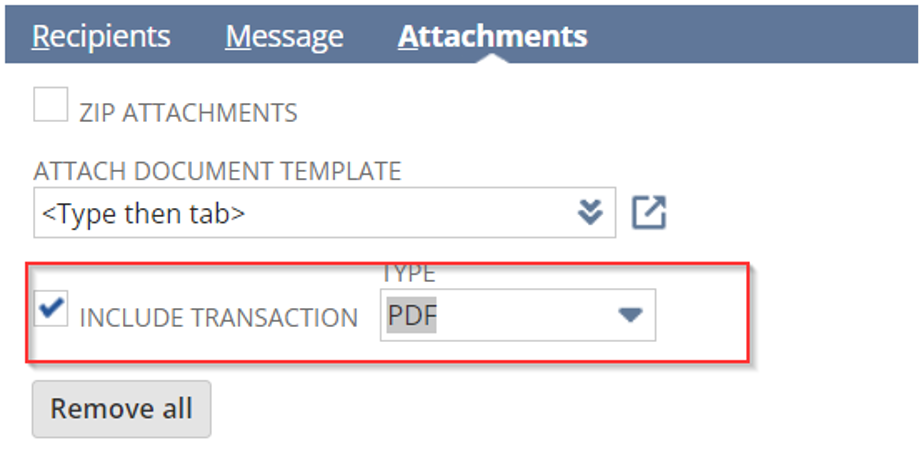 Recipients Message Attachments
ZIP ATTACHMENTS
ATTACH DOCUMENT TEMPLATE
<Type then tab>
TYPE
INCLUDE TRANSACTION PDF
Remove all